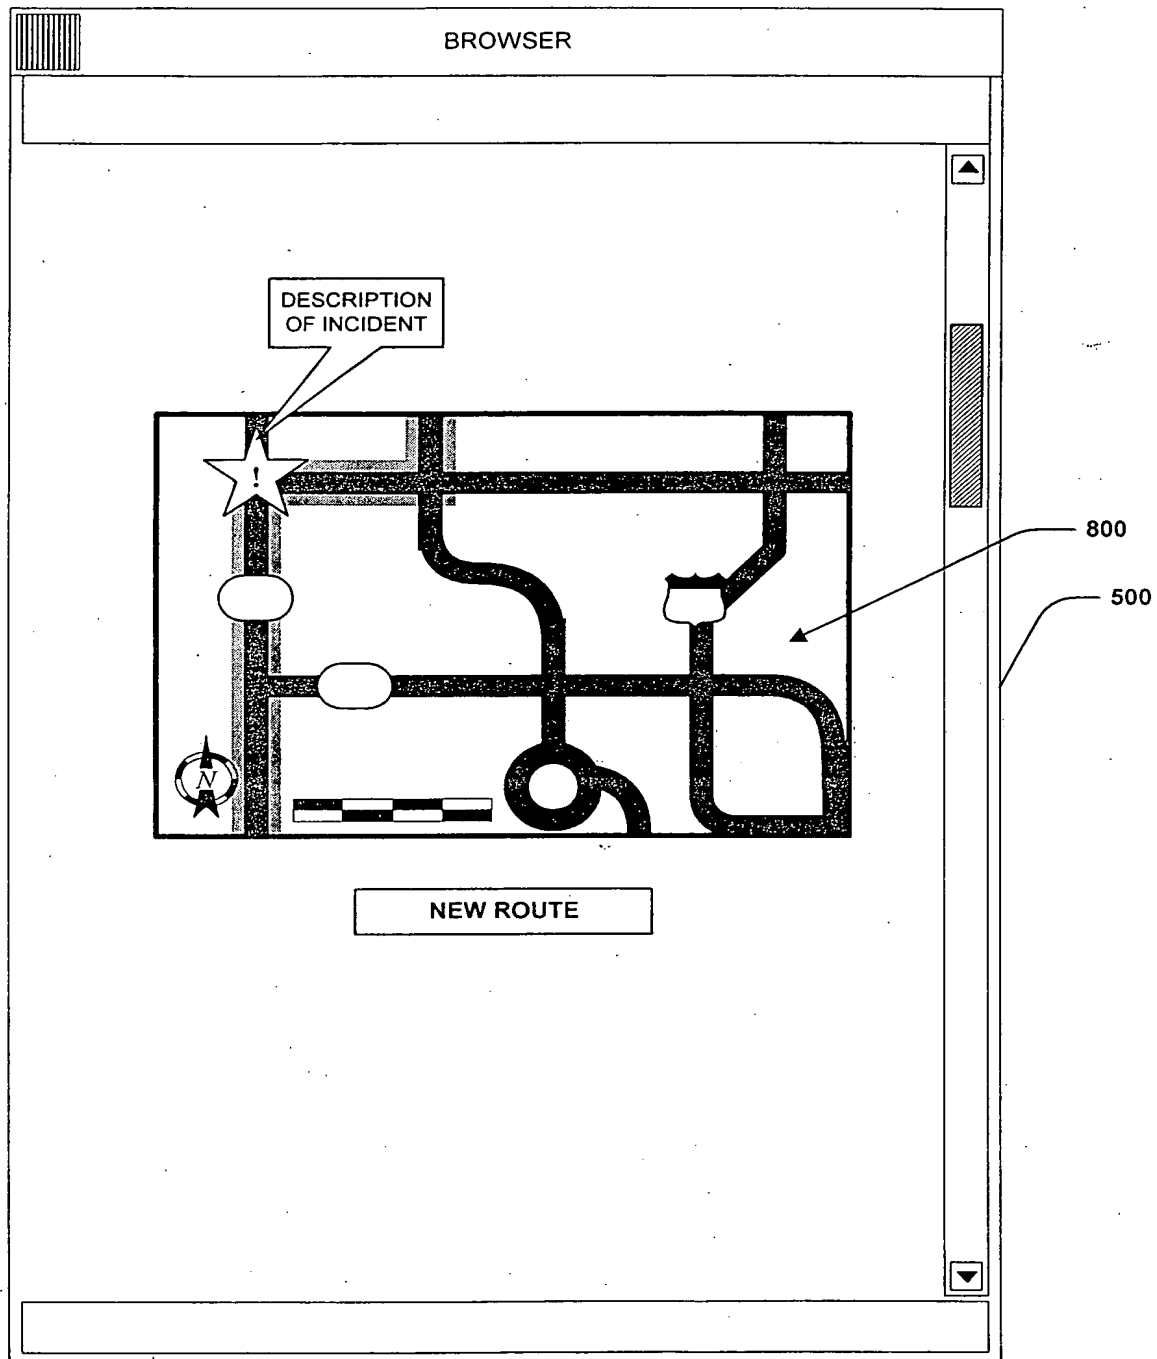 BROWSER
DESCRIPTION
OF INCIDENT
!
800
500
N
NEW ROUTE